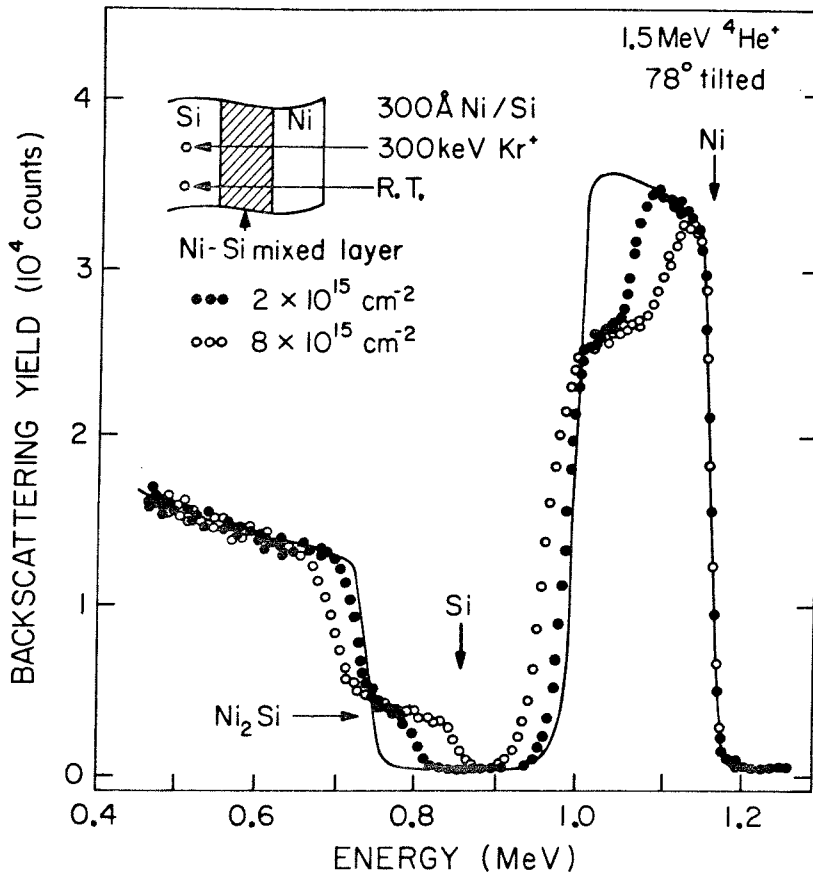 1.5 MeV ⁴He⁺
78° tilted
Si
Ni
300Å Ni/Si
300keV Kr⁺
R.T.
Ni-Si mixed layer
●●● 2 × 10¹⁵ cm⁻²
○○○ 8 × 10¹⁵ cm⁻²
Ni
Si
Ni₂Si
BACKSCATTERING YIELD (10⁴ counts)
4
3
2
1
0
0.4 0.6 0.8 1.0 1.2
ENERGY (MeV)